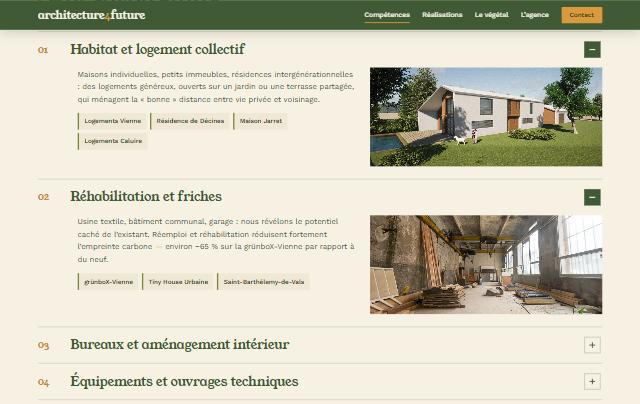 architecture4future
Compétences Réalisations Le végétal L'agence Contact
01 Habitat et logement collectif
Maisons individuelles, petits immeubles, résidences intergénérationnelles
: des logements généreux, ouverts sur un jardin ou une terrasse partagée,
qui ménagent la « bonne » distance entre vie privée et voisinage.
Logements Vienne Résidence de Décines Maison Jarret
Logements Caluire
02 Réhabilitation et friches
Usine textile, bâtiment communal, garage : nous révélons le potentiel
caché de l'existant. Réemploi et réhabilitation réduisent fortement
l'empreinte carbone — environ −65 % sur la grünboX-Vienne par rapport à
du neuf.
grünboX-Vienne Tiny House Urbaine Saint-Barthélemy-de-Vals
03 Bureaux et aménagement intérieur
04 Équipements et ouvrages techniques